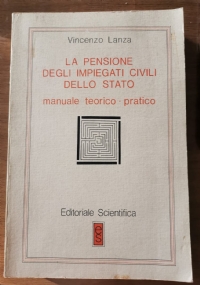 Vincenzo Lanza
LA PENSIONE
DEGLI IMPIEGATI CIVILI
DELLO STATO
manuale teorico - pratico
Editoriale Scientifica